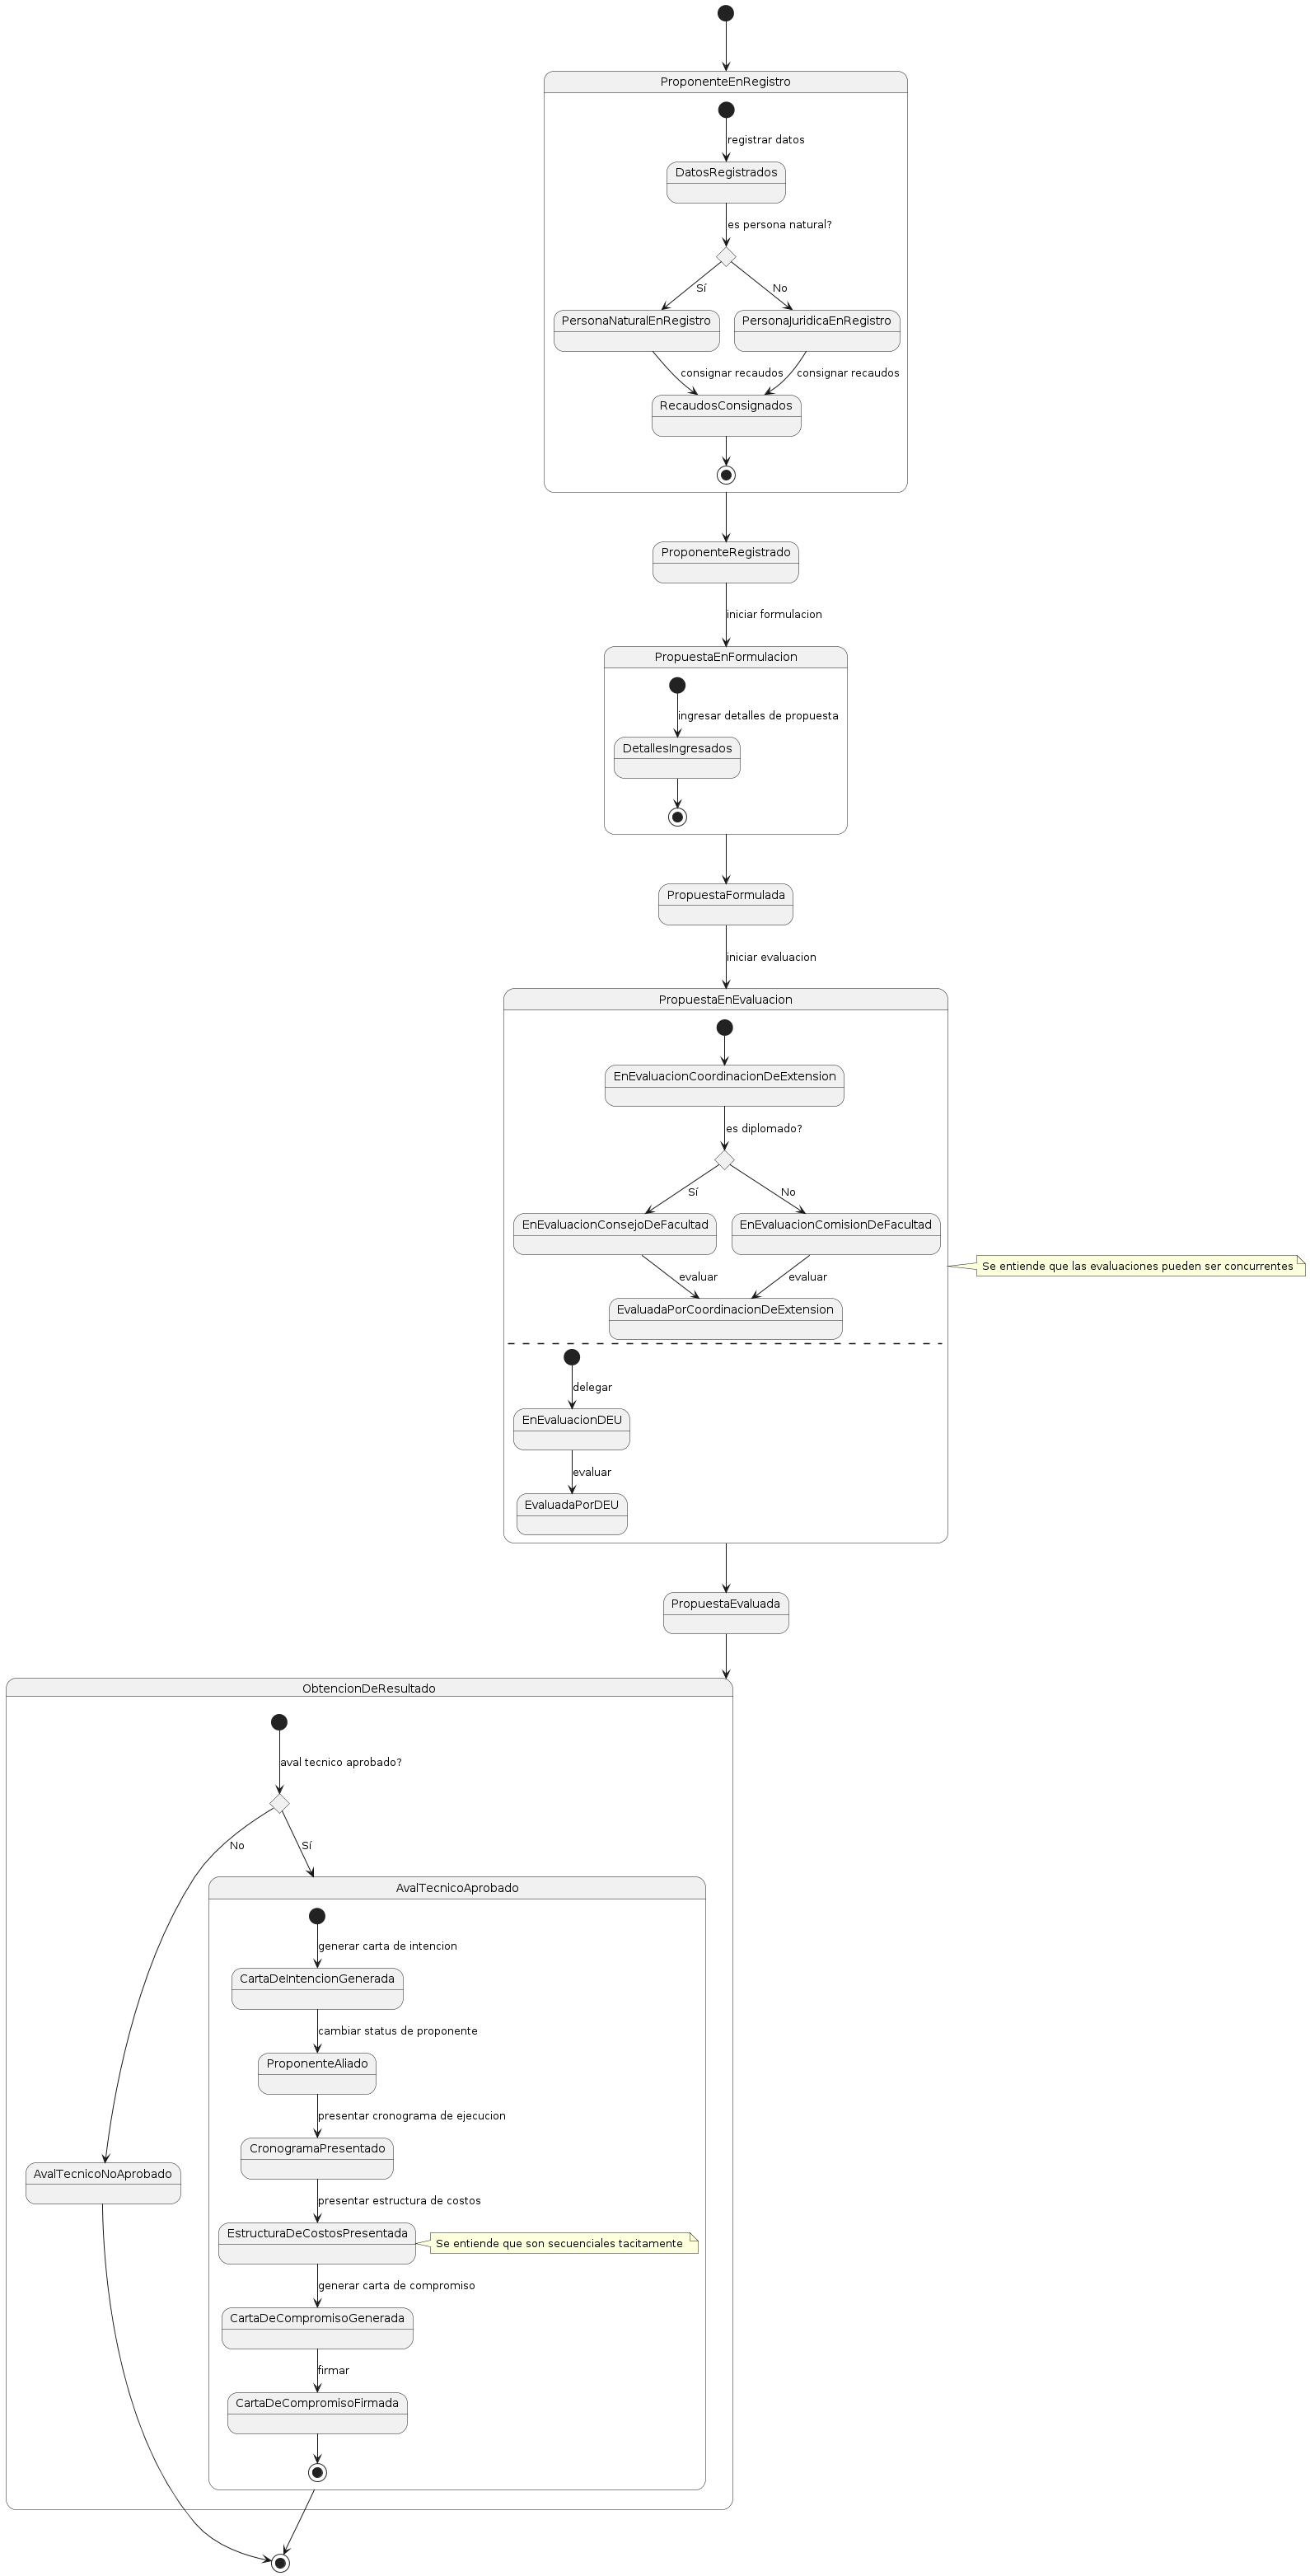 ProponenteEnRegistro
registrar datos
DatosRegistrados
es persona natural?
Sí
No
PersonaNaturalEnRegistro
PersonaJuridicaEnRegistro
consignar recaudos
consignar recaudos
RecaudosConsignados
ProponenteRegistrado
iniciar formulacion
PropuestaEnFormulacion
ingresar detalles de propuesta
DetallesIngresados
PropuestaFormulada
iniciar evaluacion
PropuestaEnEvaluacion
EnEvaluacionCoordinacionDeExtension
es diplomado?
Sí
No
EnEvaluacionConsejoDeFacultad
EnEvaluacionComisionDeFacultad
Se entiende que las evaluaciones pueden ser concurrentes
evaluar
evaluar
EvaluadaPorCoordinacionDeExtension
delegar
EnEvaluacionDEU
evaluar
EvaluadaPorDEU
PropuestaEvaluada
ObtencionDeResultado
aval tecnico aprobado?
No
Sí
AvalTecnicoAprobado
generar carta de intencion
CartaDeIntencionGenerada
cambiar status de proponente
ProponenteAliado
presentar cronograma de ejecucion
CronogramaPresentado
AvalTecnicoNoAprobado
presentar estructura de costos
EstructuraDeCostosPresentada
Se entiende que son secuenciales tacitamente
generar carta de compromiso
CartaDeCompromisoGenerada
firmar
CartaDeCompromisoFirmada